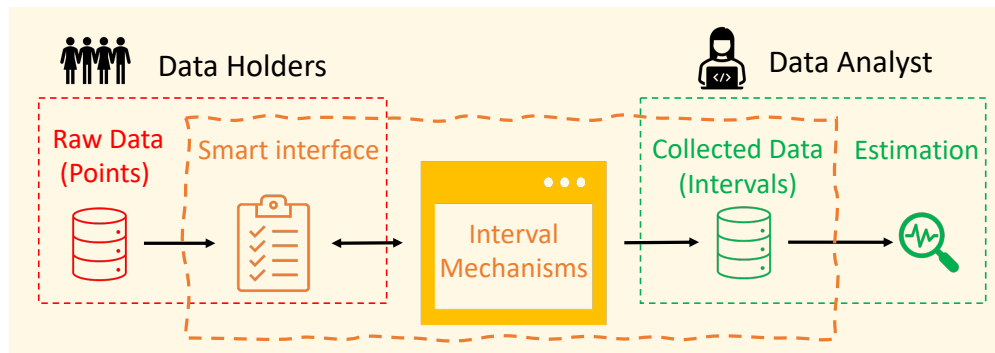 Data Holders
Data Analyst
Raw Data
(Points)
Smart interface
Interval
Mechanisms
Collected Data
(Intervals)
Estimation